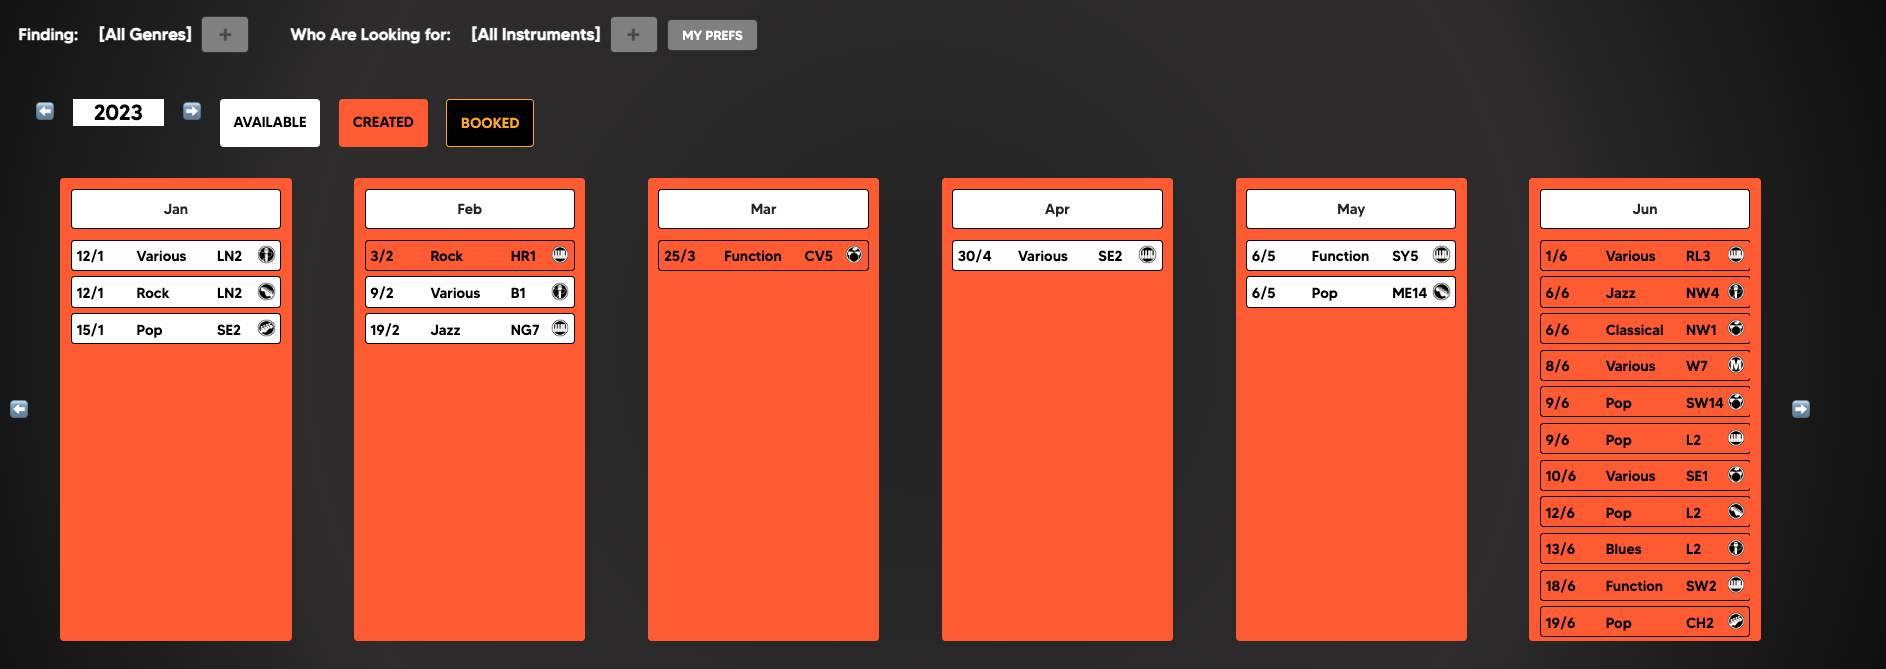 Finding: [All Genres] + Who Are Looking for: [All Instruments] + MY PREFS
2023 AVAILABLE CREATED BOOKED
Jan
12/1 Various LN2
12/1 Rock LN2
15/1 Pop SE2
Feb
3/2 Rock HR1
9/2 Various B1
19/2 Jazz NG7
Mar
25/3 Function CV5
Apr
30/4 Various SE2
May
6/5 Function SY5
6/5 Pop ME14
Jun
1/6 Various RL3
6/6 Jazz NW4
6/6 Classical NW1
8/6 Various W7 M
9/6 Pop SW14
9/6 Pop L2
10/6 Various SE1
12/6 Pop L2
13/6 Blues L2
18/6 Function SW2
19/6 Pop CH2